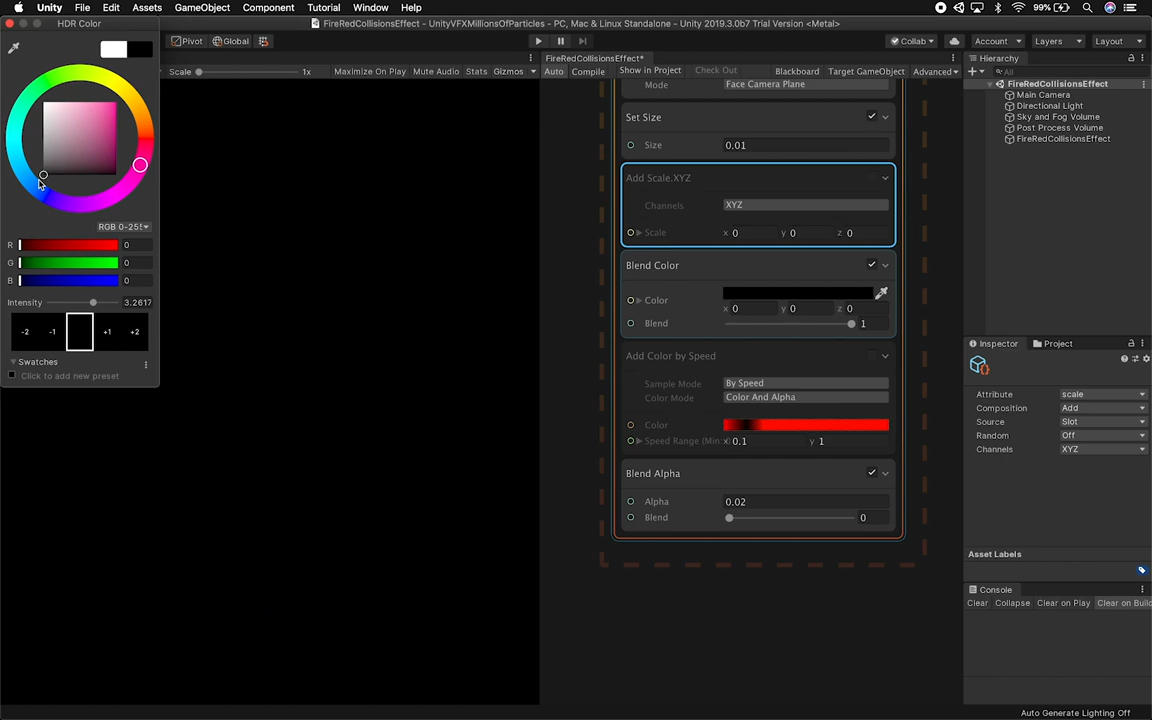 Unity File Edit Assets GameObject Component Tutorial Window Help 99%
HDR Color
FireRedCollisionsEffect - UnityVFXMillionsOfParticles - PC, Mac & Linux Standalone - Unity 2019.3.0b7 Trial Version <Metal>
Pivot Global Collab Account Layers Layout
FireRedCollisionsEffect*
Scale 1x Maximize On Play Mute Audio Stats Gizmos
Auto Compile Show in Project Check Out Blackboard Target GameObject Advanced
Mode Face Camera Plane
Set Size
Size 0.01
Add Scale.XYZ
Channels XYZ
Scale x 0 y 0 z 0
Blend Color
Color
x 0 y 0 z 0
Blend 1
Add Color by Speed
Sample Mode By Speed
Color Mode Color And Alpha
Color
Speed Range (Min: x 0.1 y 1
Blend Alpha
Alpha 0.02
Blend 0
RGB 0-255
R 0
G 0
B 0
Intensity 3.2617
-2 -1 +1 +2
Swatches
Click to add new preset
Hierarchy
All
FireRedCollisionsEffect
Main Camera
Directional Light
Sky and Fog Volume
Post Process Volume
FireRedCollisionsEffect
Inspector Project
Attribute scale
Composition Add
Source Slot
Random Off
Channels XYZ
Asset Labels
Console
Clear Collapse Clear on Play Clear on Build
Auto Generate Lighting Off